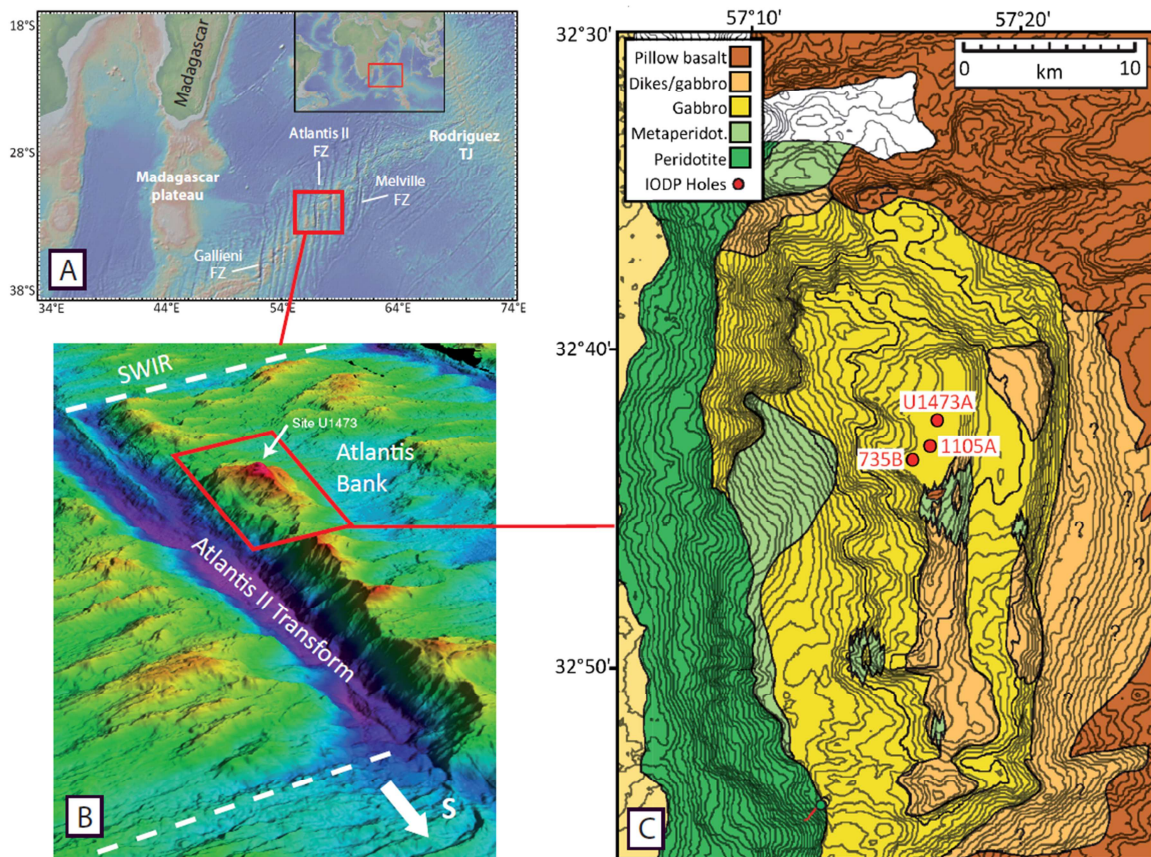 18°S
28°S
38°S
34°E
44°E
54°E
64°E
74°E
Madagascar
Madagascar
plateau
Atlantis II
FZ
Rodriguez
TJ
Melville
FZ
Gallieni
FZ
A
SWIR
Site U1473
Atlantis
Bank
Atlantis II Transform
S
B
57°10
57°20
32°30
32°40
32°50
Pillow basalt
Dikes/gabbro
Gabbro
Metaperidot.
Peridotite
IODP Holes
0
10
km
U1473A
1105A
735B
?
?
?
?
?
?
?
C